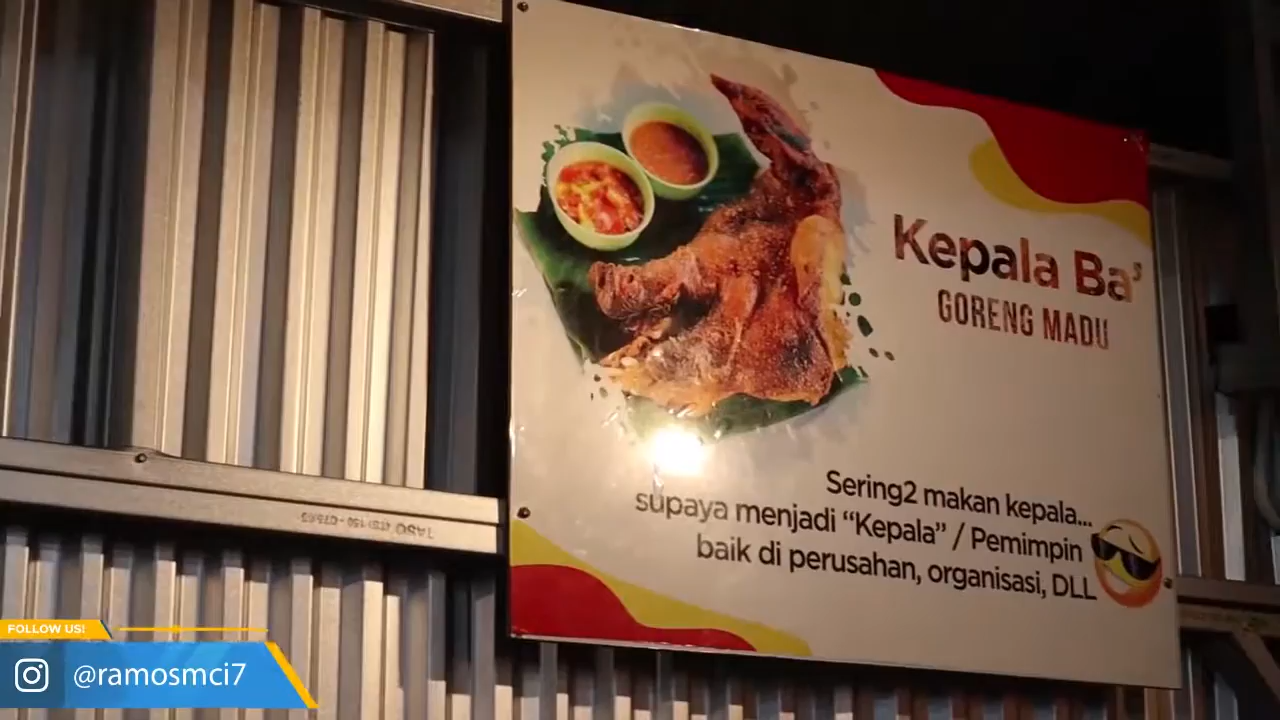 Kepala Ba'
GORENG MADU
Sering2 makan kepala...
supaya menjadi “Kepala” / Pemimpin
baik di perusahan, organisasi, DLL
TASO
FOLLOW US!
@ramosmci7